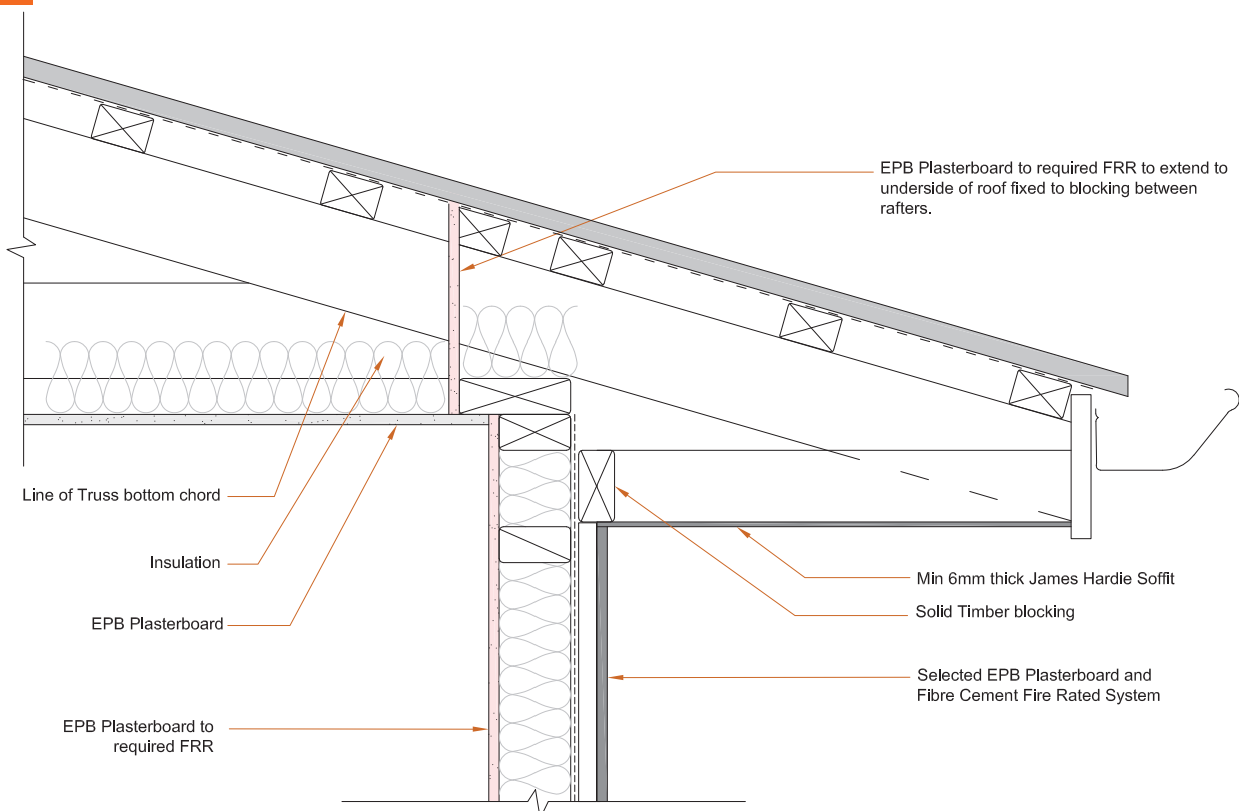 EPB Plasterboard to required FRR to extend to
underside of roof fixed to blocking between
rafters.
Line of Truss bottom chord
Insulation
EPB Plasterboard
EPB Plasterboard to
required FRR
Min 6mm thick James Hardie Soffit
Solid Timber blocking
Selected EPB Plasterboard and
Fibre Cement Fire Rated System